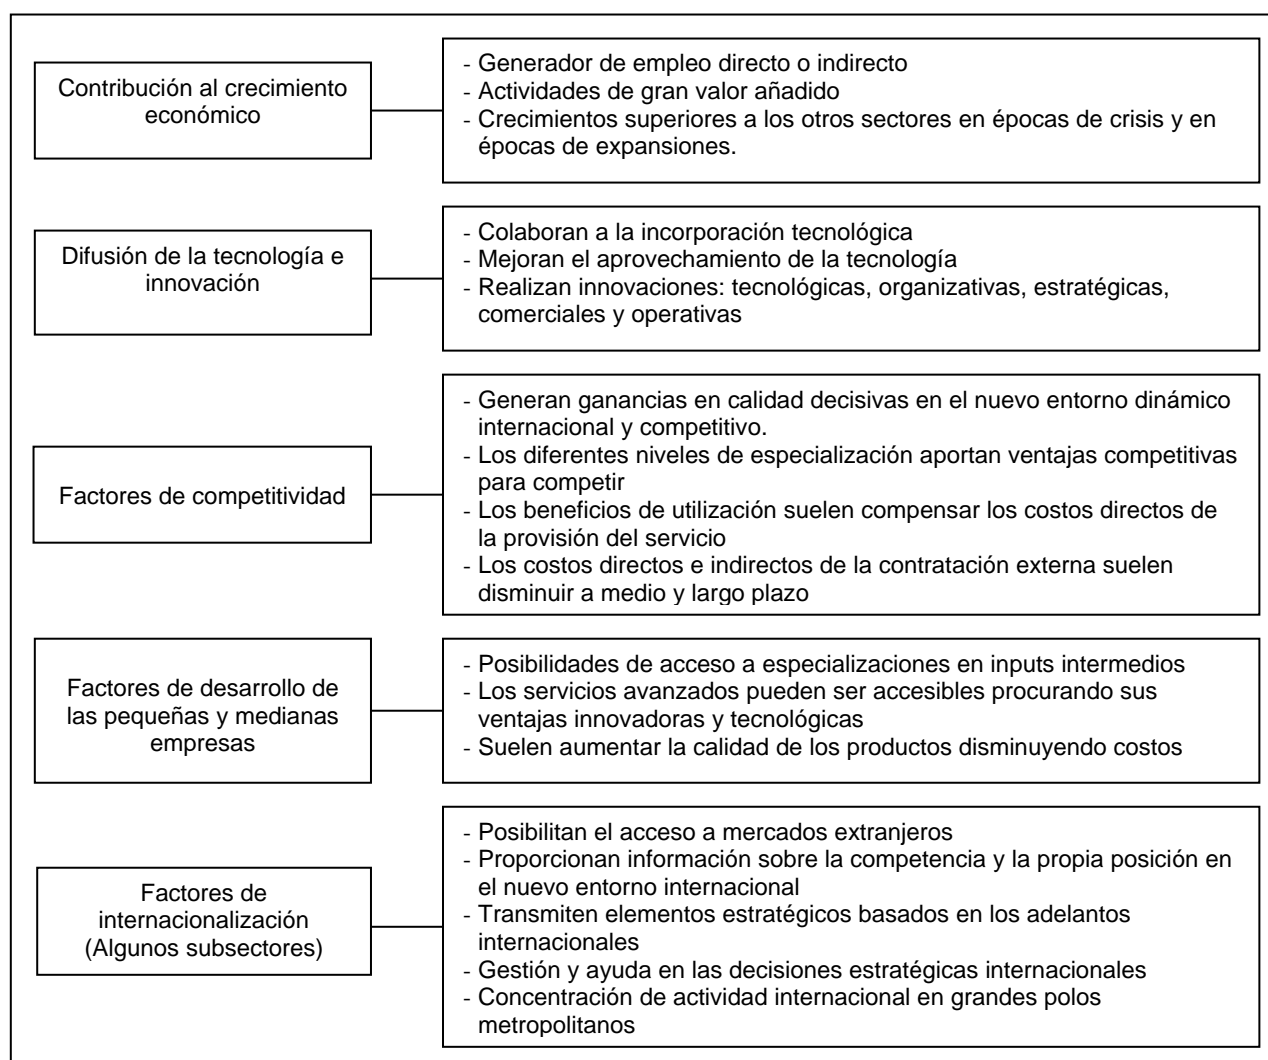 Contribución al crecimiento
económico
- Generador de empleo directo o indirecto
- Actividades de gran valor añadido
- Crecimientos superiores a los otros sectores en épocas de crisis y en
épocas de expansiones.
Difusión de la tecnología e
innovación
- Colaboran a la incorporación tecnológica
- Mejoran el aprovechamiento de la tecnología
- Realizan innovaciones: tecnológicas, organizativas, estratégicas,
comerciales y operativas
Factores de competitividad
- Generan ganancias en calidad decisivas en el nuevo entorno dinámico
internacional y competitivo.
- Los diferentes niveles de especialización aportan ventajas competitivas
para competir
- Los beneficios de utilización suelen compensar los costos directos de
la provisión del servicio
- Los costos directos e indirectos de la contratación externa suelen
disminuir a medio y largo plazo
Factores de desarrollo de
las pequeñas y medianas
empresas
- Posibilidades de acceso a especializaciones en inputs intermedios
- Los servicios avanzados pueden ser accesibles procurando sus
ventajas innovadoras y tecnológicas
- Suelen aumentar la calidad de los productos disminuyendo costos
Factores de
internacionalización
(Algunos subsectores)
- Posibilitan el acceso a mercados extranjeros
- Proporcionan información sobre la competencia y la propia posición en
el nuevo entorno internacional
- Transmiten elementos estratégicos basados en los adelantos
internacionales
- Gestión y ayuda en las decisiones estratégicas internacionales
- Concentración de actividad internacional en grandes polos
metropolitanos